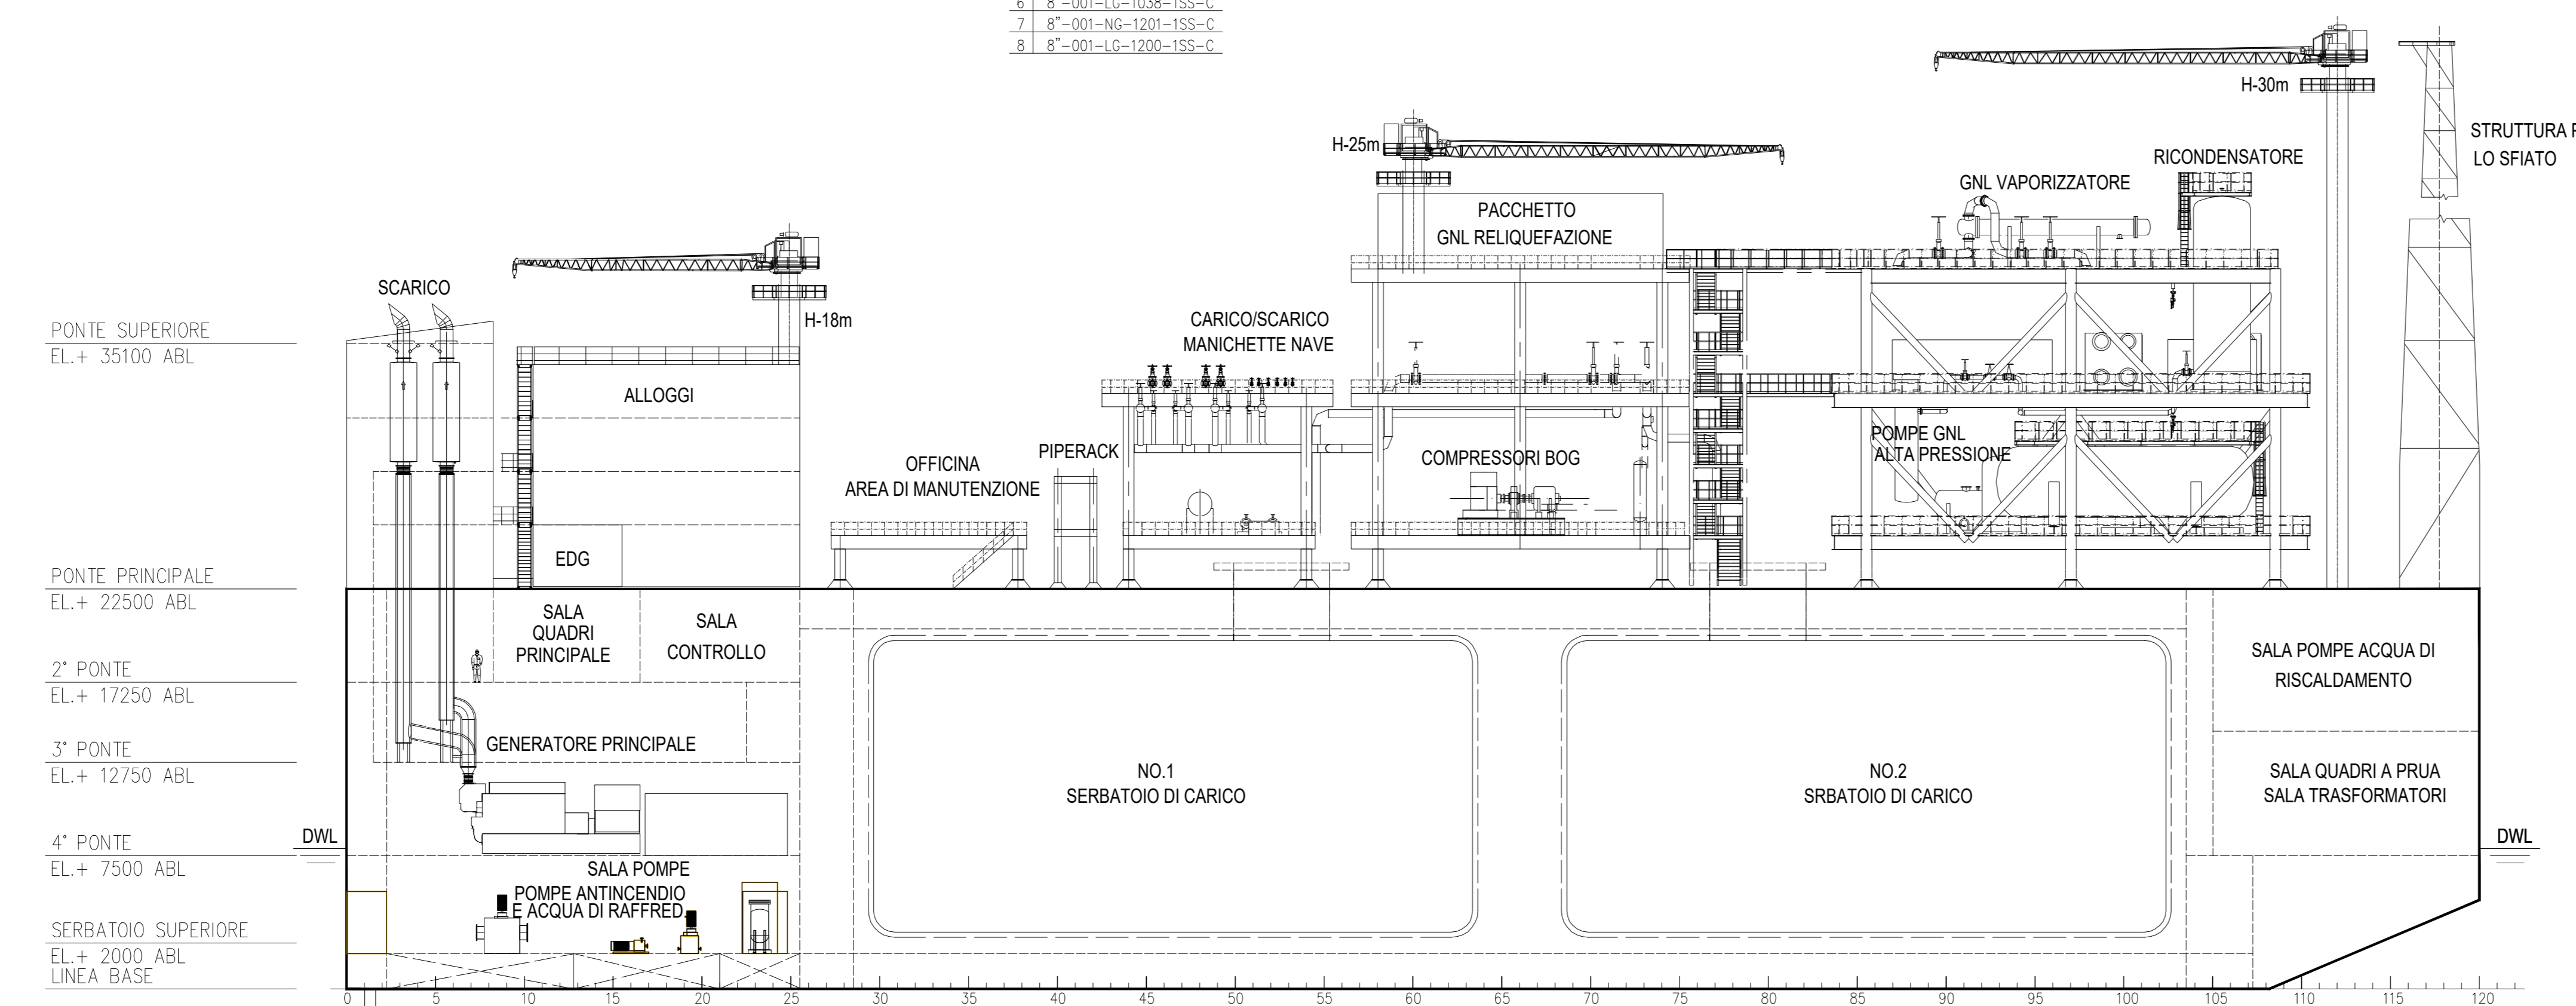 6 8"-001-LG-1038-1SS-C
7 8"-001-NG-1201-1SS-C
8 8"-001-LG-1200-1SS-C
H-30m
STRUTTURA
LO SFIATO
H-25m
RICONDENSATORE
GNL VAPORIZZATORE
PACCHETTO
GNL RELIQUEFAZIONE
SCARICO
H-18m
CARICO/SCARICO
MANICHETTE NAVE
PONTE SUPERIORE
EL.+ 35100 ABL
ALLOGGI
OFFICINA
AREA DI MANUTENZIONE
PIPERACK
COMPRESSORI BOG
POMPE GNL
ALTA PRESSIONE
EDG
PONTE PRINCIPALE
EL.+ 22500 ABL
SALA
QUADRI
PRINCIPALE
SALA
CONTROLLO
SALA POMPE ACQUA DI
RISCALDAMENTO
2° PONTE
EL.+ 17250 ABL
GENERATORE PRINCIPALE
3° PONTE
EL.+ 12750 ABL
NO.1
SERBATOIO DI CARICO
NO.2
SRBATOIO DI CARICO
SALA QUADRI A PRUA
SALA TRASFORMATORI
4° PONTE
EL.+ 7500 ABL
DWL
DWL
SALA POMPE
POMPE ANTINCENDIO
E ACQUA DI RAFFRED.
SERBATOIO SUPERIORE
EL.+ 2000 ABL
LINEA BASE
0 5 10 15 20 25 30 35 40 45 50 55 60 65 70 75 80 85 90 95 100 105 110 115 120